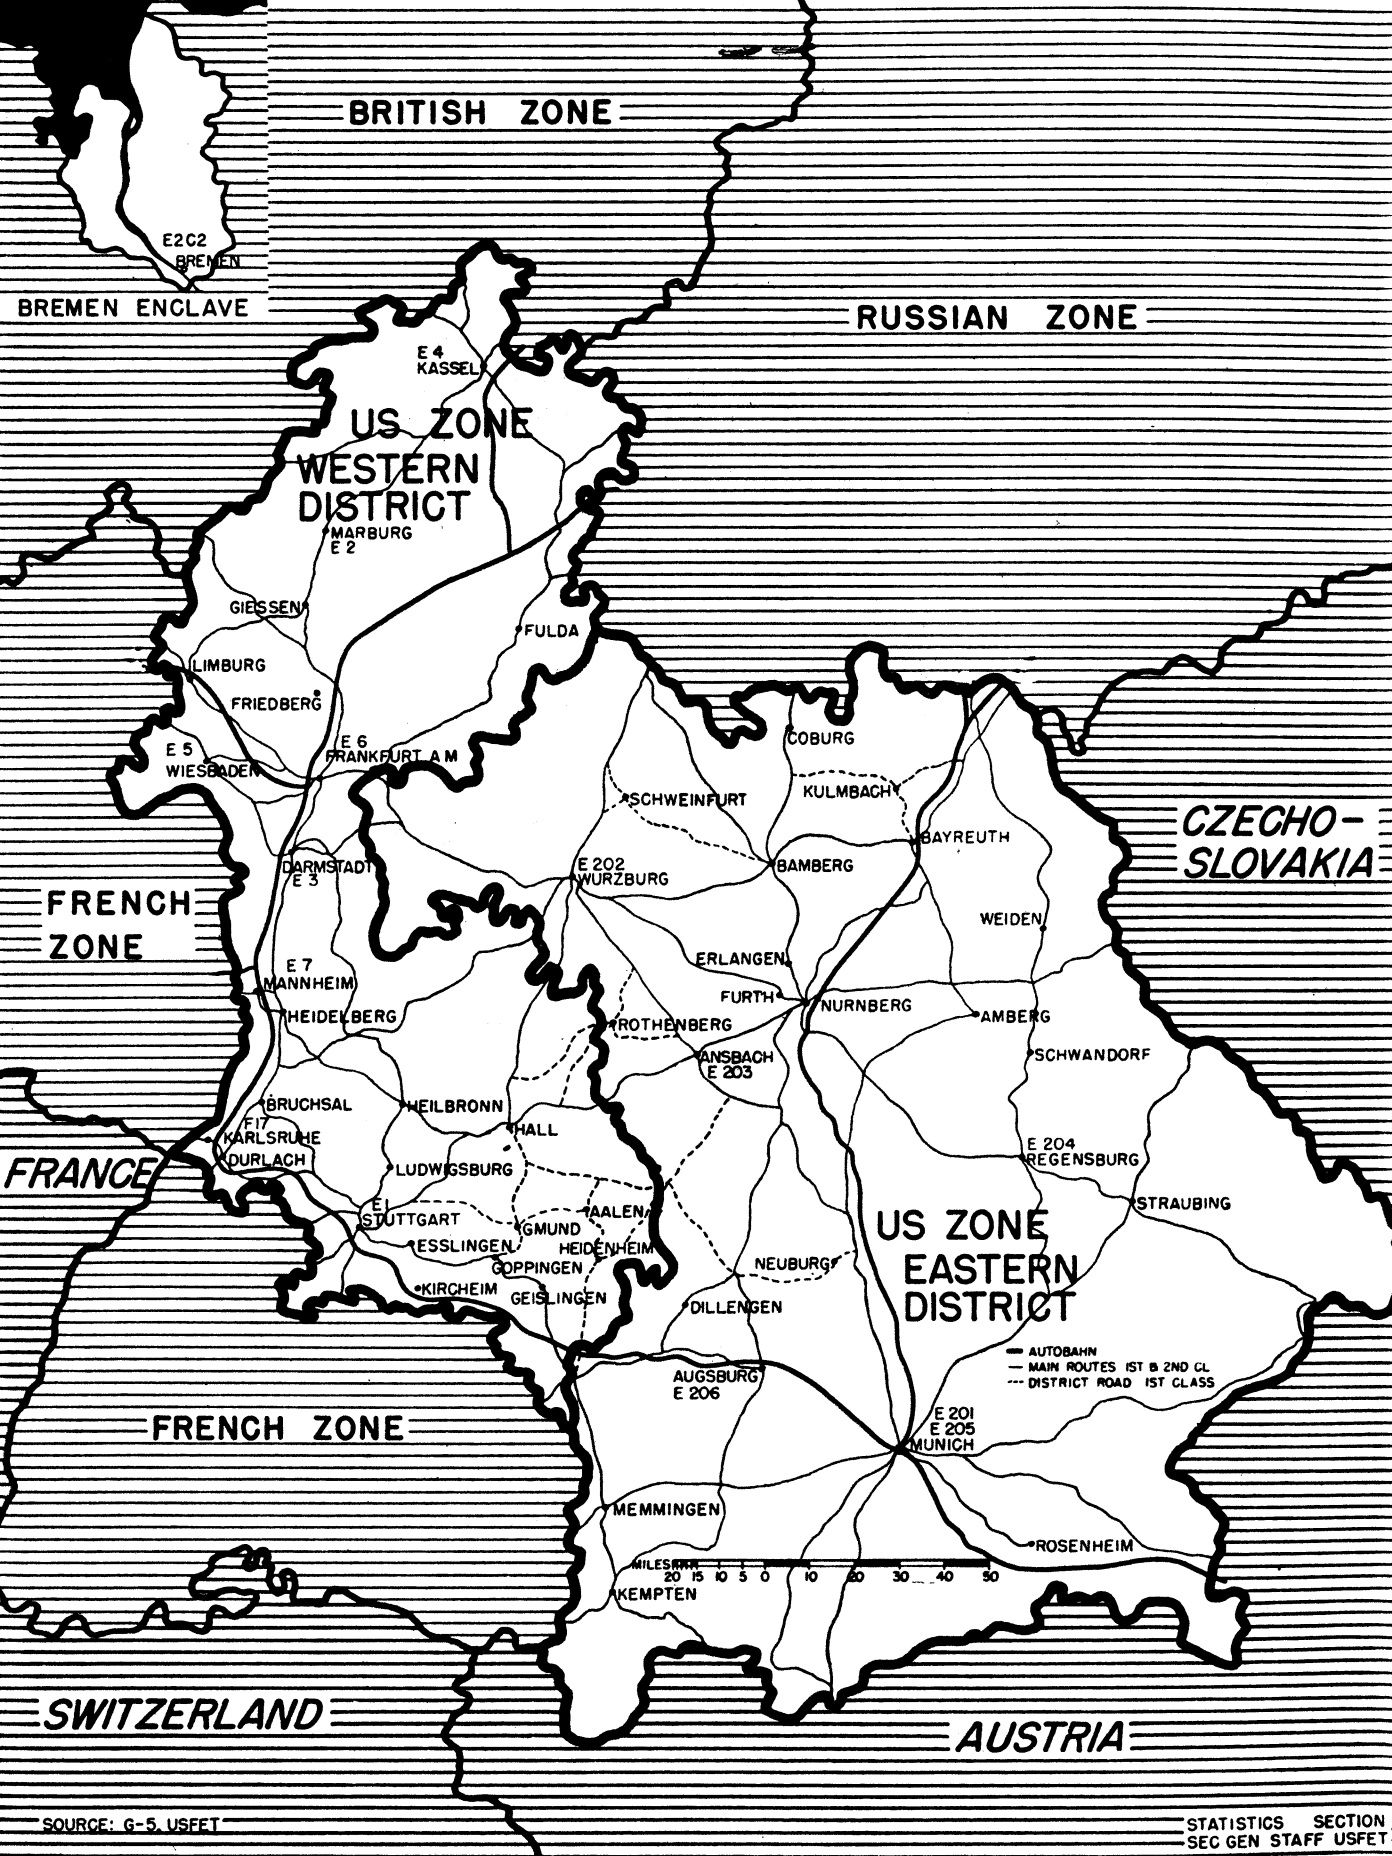 BRITISH ZONE
E2C2
BREMEN
BREMEN ENCLAVE
RUSSIAN ZONE
E 4
KASSEL
US ZONE
WESTERN
DISTRICT
MARBURG
E 2
GIESSEN
FULDA
LIMBURG
FRIEDBERG
E 5
WIESBADEN
E 6
FRANKFURT A M
COBURG
KULMBACH
SCHWEINFURT
BAYREUTH
CZECHO-
SLOVAKIA
DARMSTADT
E 3
E 202
WURZBURG
BAMBERG
FRENCH
ZONE
WEIDEN
ERLANGEN
E 7
MANNHEIM
FURTH
NURNBERG
HEIDELBERG
AMBERG
ROTHENBERG
ANSBACH
E 203
SCHWANDORF
BRUCHSAL
HEILBRONN
F17
KARLSRUHE
HALL
DURLACH
FRANCE
LUDWIGSBURG
E 204
REGENSBURG
STRAUBING
E1
STUTTGART
AALEN
GMUND
ESSLINGEN
HEIDENHEIM
GOPPINGEN
NEUBURG
US ZONE
EASTERN
DISTRICT
KIRCHEIM
GEISLINGEN
DILLENGEN
AUTOBAHN
MAIN ROUTES 1ST & 2ND CL
DISTRICT ROAD 1ST CLASS
AUGSBURG
E 206
FRENCH ZONE
E 201
E 205
MUNICH
MEMMINGEN
ROSENHEIM
MILES
20 15 10 5 0 10 20 30 40 50
KEMPTEN
SWITZERLAND
AUSTRIA
SOURCE: G-5, USFET
STATISTICS SECTION
SEC GEN STAFF USFET